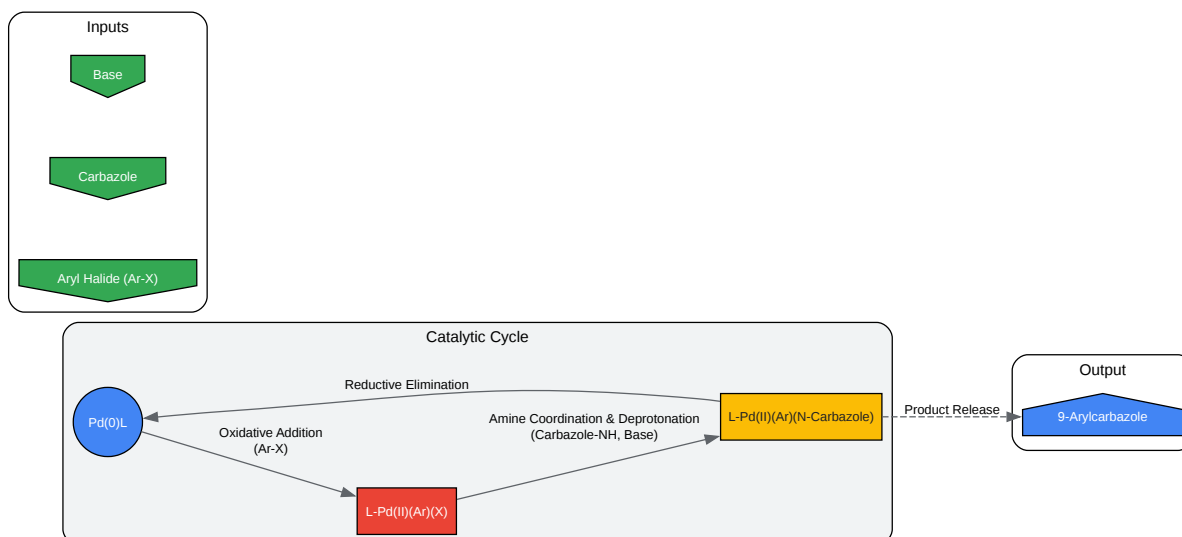 Inputs
Base
Carbazole
Aryl Halide (Ar-X)
Catalytic Cycle
Reductive Elimination
Pd(0)L
Oxidative Addition
(Ar-X)
L-Pd(II)(Ar)(X)
Amine Coordination & Deprotonation
(Carbazole-NH, Base)
L-Pd(II)(Ar)(N-Carbazole)
Product Release
Output
9-Arylcarbazole